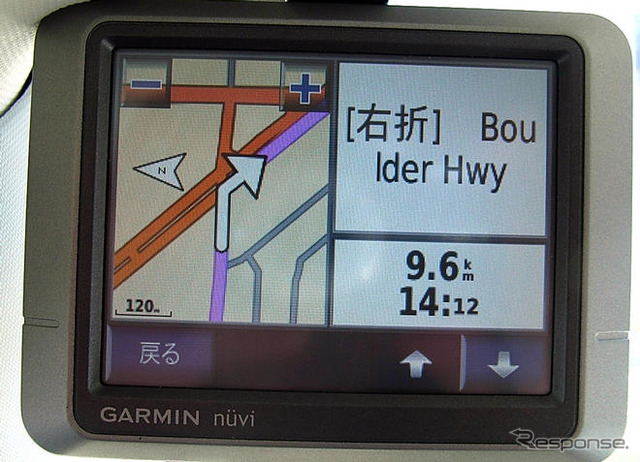 N
[右折] Bou
lder Hwy
120m
9.6km
14:12
戻る
GARMIN nüvi
Response.